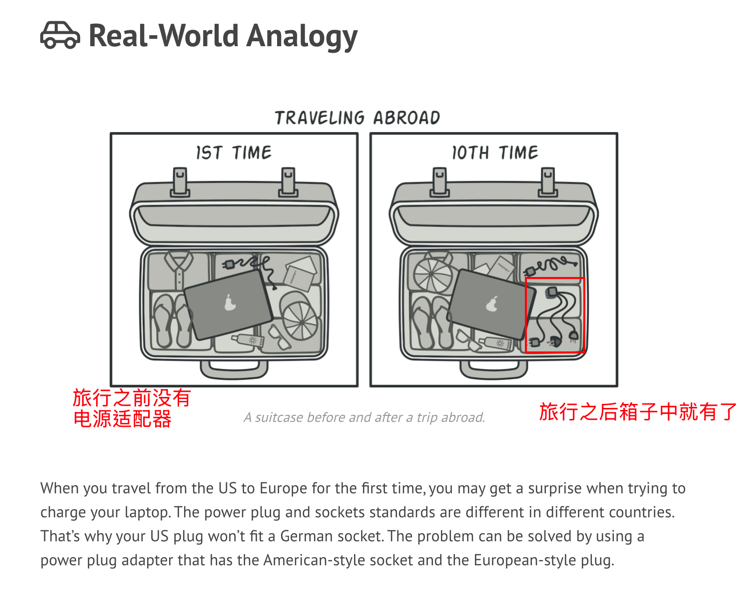 Real-World Analogy
TRAVELING ABROAD
1ST TIME
10TH TIME
旅行之前没有
电源适配器
A suitcase before and after a trip abroad.
旅行之后箱子中就有了
When you travel from the US to Europe for the first time, you may get a surprise when trying to
charge your laptop. The power plug and sockets standards are different in different countries.
That’s why your US plug won’t fit a German socket. The problem can be solved by using a
power plug adapter that has the American-style socket and the European-style plug.